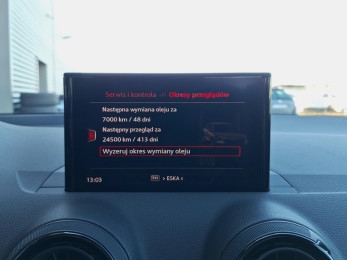 Serwis i kontrola → Okresy przeglądów
Następna wymiana oleju za
7000 km / 48 dni
Następny przegląd za
24500 km / 413 dni
Wyzeruj okres wymiany oleju
13:03
> ESKA <